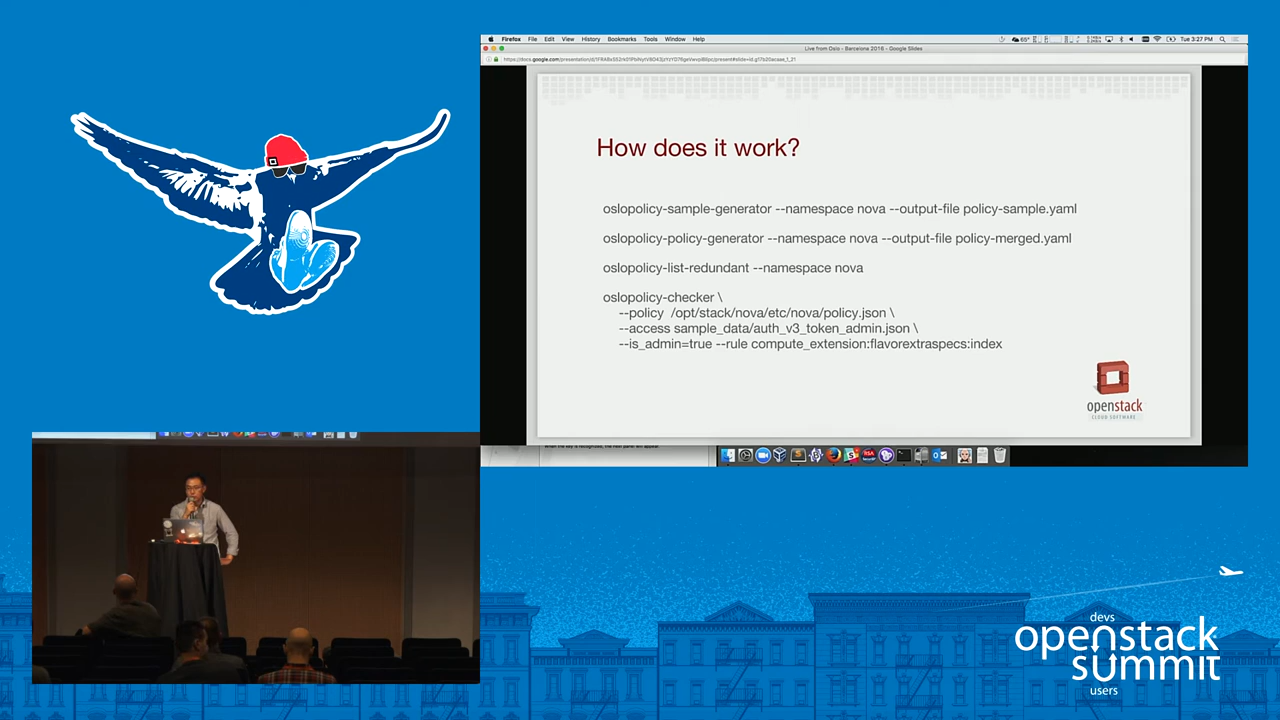 Firefox File Edit View History Bookmarks Tools Window Help
65° Tue 3:27 PM
Live from Oslo - Barcelona 2016 - Google Slides
How does it work?
oslopolicy-sample-generator --namespace nova --output-file policy-sample.yaml
oslopolicy-policy-generator --namespace nova --output-file policy-merged.yaml
oslopolicy-list-redundant --namespace nova
oslopolicy-checker \
--policy /opt/stack/nova/etc/nova/policy.json \
--access sample_data/auth_v3_token_admin.json \
--is_admin=true --rule compute_extension:flavorextraspecs:index
openstack
CLOUD SOFTWARE
devs
openstack
summit
users